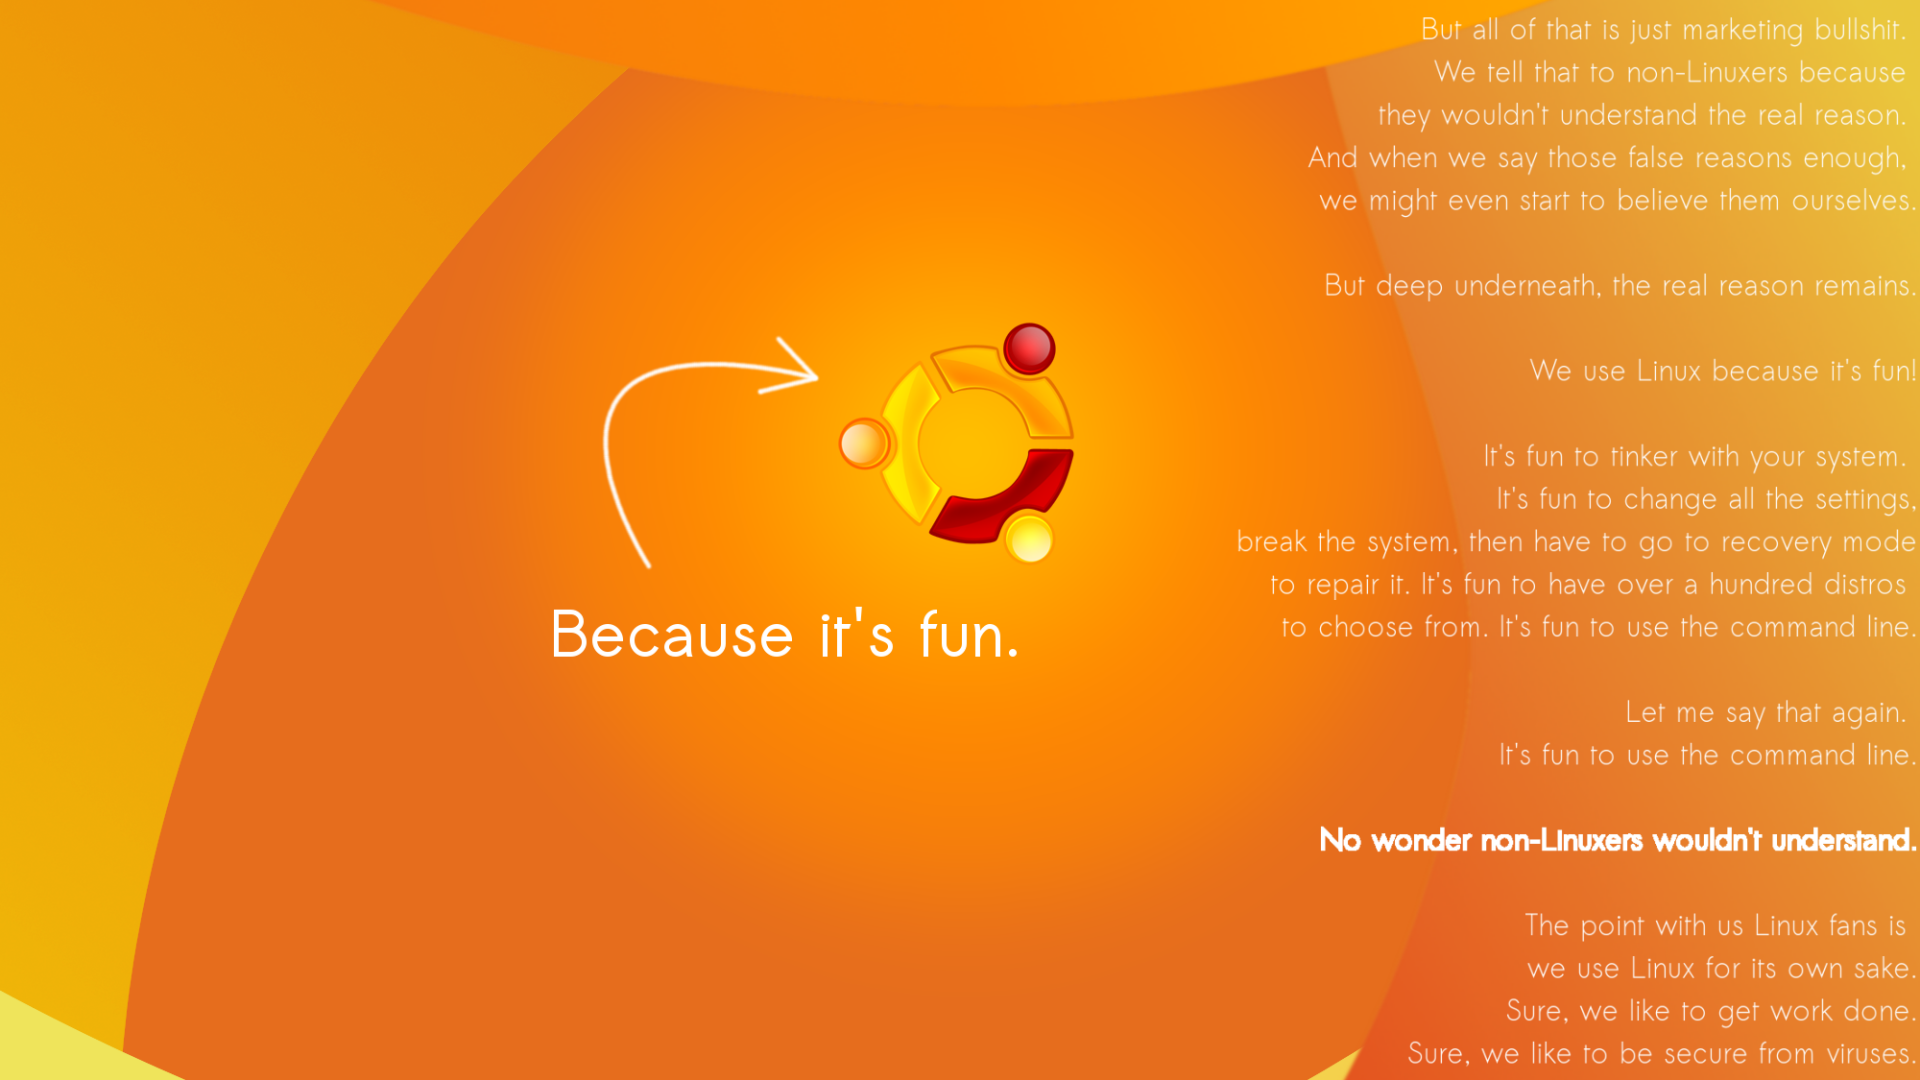 But all of that is just marketing bullshit.
We tell that to non-Linuxers because
they wouldn't understand the real reason.
And when we say those false reasons enough,
we might even start to believe them ourselves.
But deep underneath, the real reason remains.
We use Linux because it's fun!
It's fun to tinker with your system.
It's fun to change all the settings,
break the system, then have to go to recovery mode
to repair it. It's fun to have over a hundred distros
to choose from. It's fun to use the command line.
Let me say that again.
It's fun to use the command line.
No wonder non-Linuxers wouldn't understand.
The point with us Linux fans is
we use Linux for its own sake.
Sure, we like to get work done.
Sure, we like to be secure from viruses.
Because it's fun.